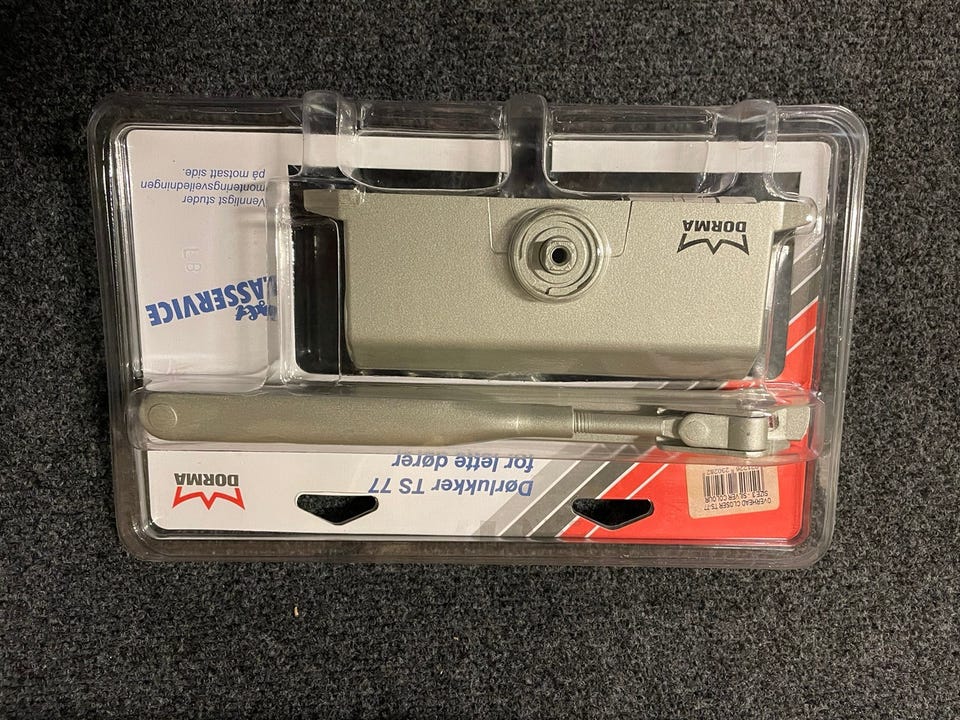 OVERHEAD CLOSER TS-77
SIZE:3 - SILVER COLOUR
230282
Dørlukker TS 77
for lette dører
DORMA
DORMA
Vennligst studer
monteringsveiledningen
på motsatt side.